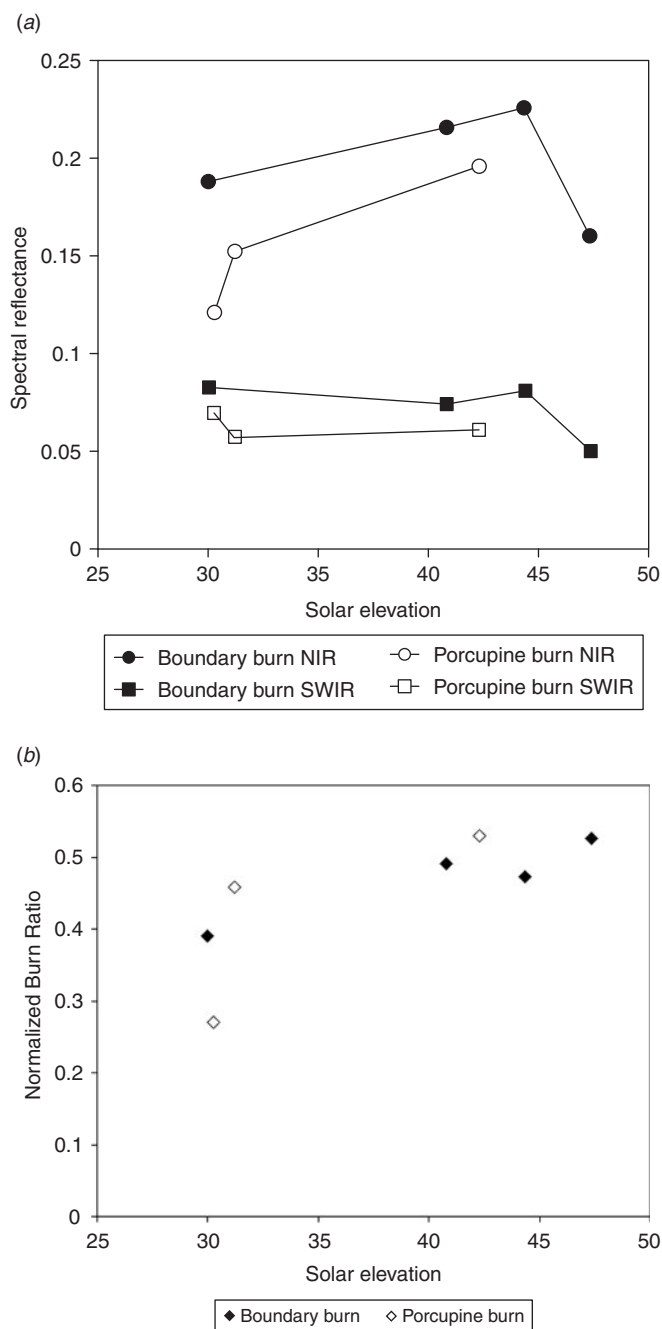 (a)
0.25
0.2
0.15
0.1
0.05
0
Spectral reflectance
25 30 35 40 45 50
Solar elevation
Boundary burn NIR Porcupine burn NIR
Boundary burn SWIR Porcupine burn SWIR
(b)
0.6
0.5
0.4
0.3
0.2
0.1
0
Normalized Burn Ratio
25 30 35 40 45 50
Solar elevation
Boundary burn Porcupine burn